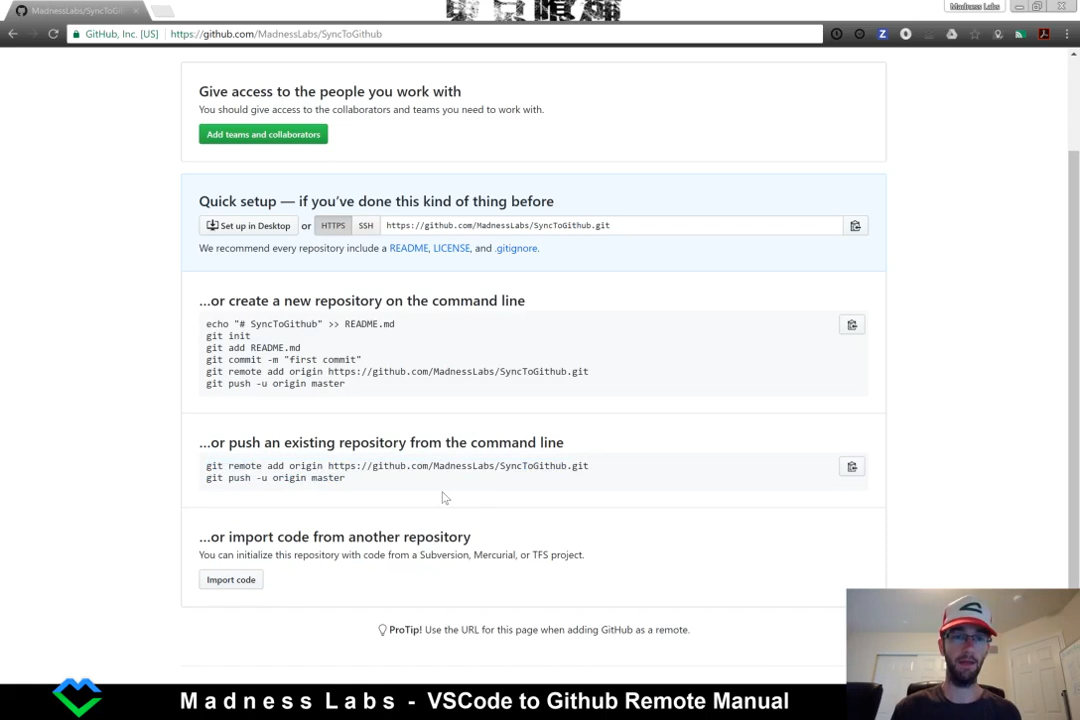 MadnessLabs/SyncToGi
Madness Labs
GitHub, Inc. [US]
https://github.com/MadnessLabs/SyncToGithub
Give access to the people you work with
You should give access to the collaborators and teams you need to work with.
Add teams and collaborators
Quick setup — if you've done this kind of thing before
Set up in Desktop or HTTPS SSH https://github.com/MadnessLabs/SyncToGithub.git
We recommend every repository include a README, LICENSE, and .gitignore.
...or create a new repository on the command line
echo "# SyncToGithub" >> README.md
git init
git add README.md
git commit -m "first commit"
git remote add origin https://github.com/MadnessLabs/SyncToGithub.git
git push -u origin master
...or push an existing repository from the command line
git remote add origin https://github.com/MadnessLabs/SyncToGithub.git
git push -u origin master
...or import code from another repository
You can initialize this repository with code from a Subversion, Mercurial, or TFS project.
Import code
ProTip! Use the URL for this page when adding GitHub as a remote.
Madness Labs - VSCode to Github Remote Manual